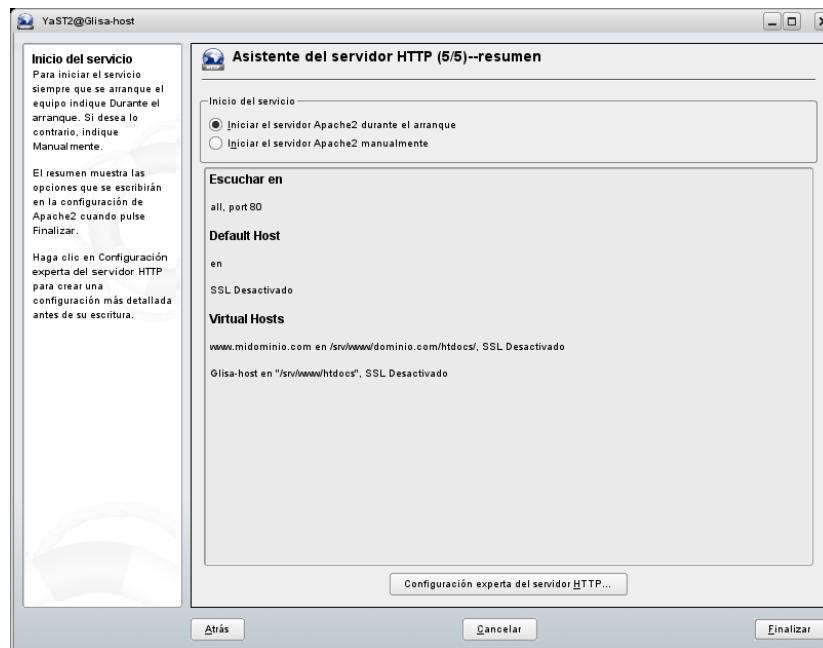 YaST2@Glisa-host
Inicio del servicio
Para iniciar el servicio
siempre que se arranque el
equipo indique Durante el
arranque. Si desea lo
contrario, indique
Manualmente.
El resumen muestra las
opciones que se escribirán
en la configuración de
Apache2 cuando pulse
Finalizar.
Haga clic en Configuración
experta del servidor HTTP
para crear una
configuración más detallada
antes de su escritura.
HTTP
Asistente del servidor HTTP (5/5)--resumen
Inicio del servicio
Iniciar el servidor Apache2 durante el arranque
Iniciar el servidor Apache2 manualmente
Escuchar en
all, port 80
Default Host
en
SSL Desactivado
Virtual Hosts
www.midominio.com en /srv/www/dominio.com/htdocs/, SSL Desactivado
Glisa-host en "/srv/www/htdocs", SSL Desactivado
Configuración experta del servidor HTTP...
Atrás
Cancelar
Finalizar